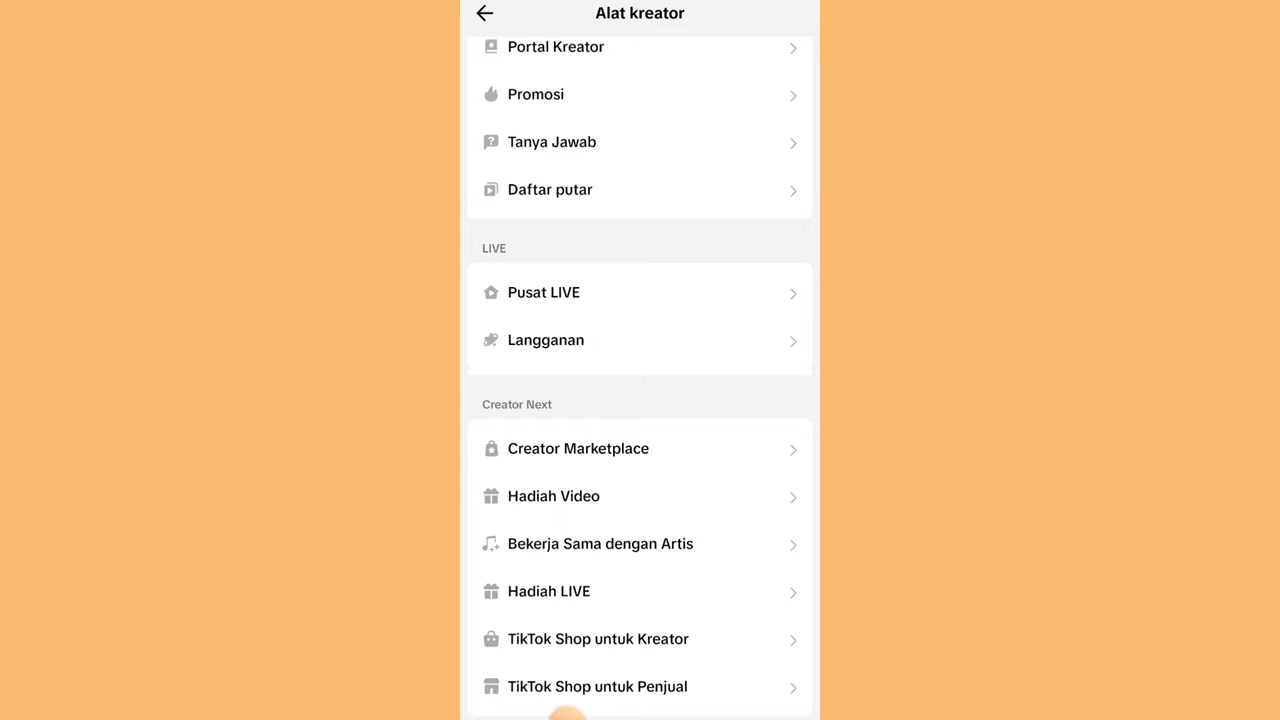 Alat kreator
Portal Kreator
Promosi
Tanya Jawab
Daftar putar
LIVE
Pusat LIVE
Langganan
Creator Next
Creator Marketplace
Hadiah Video
Bekerja Sama dengan Artis
Hadiah LIVE
TikTok Shop untuk Kreator
TikTok Shop untuk Penjual